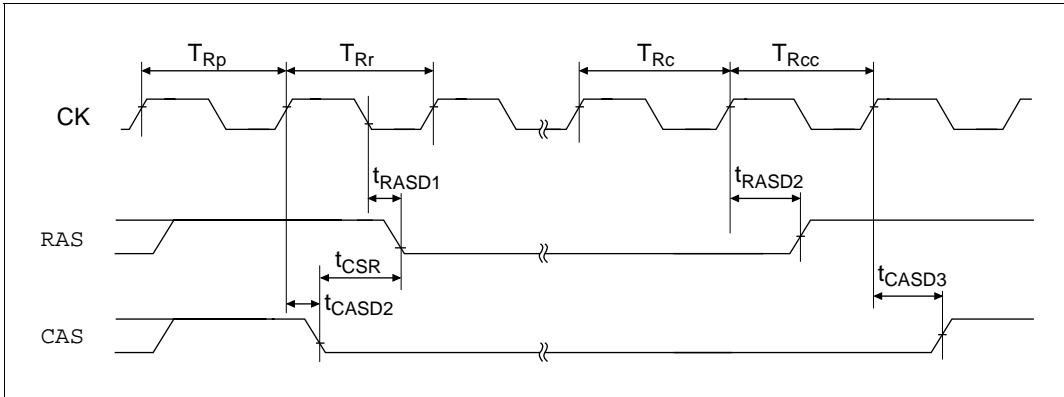 TRp TRr TRc TRcc
CK
tRASD1 tRASD2
RAS
tCSR
tCASD3
tCASD2
CAS